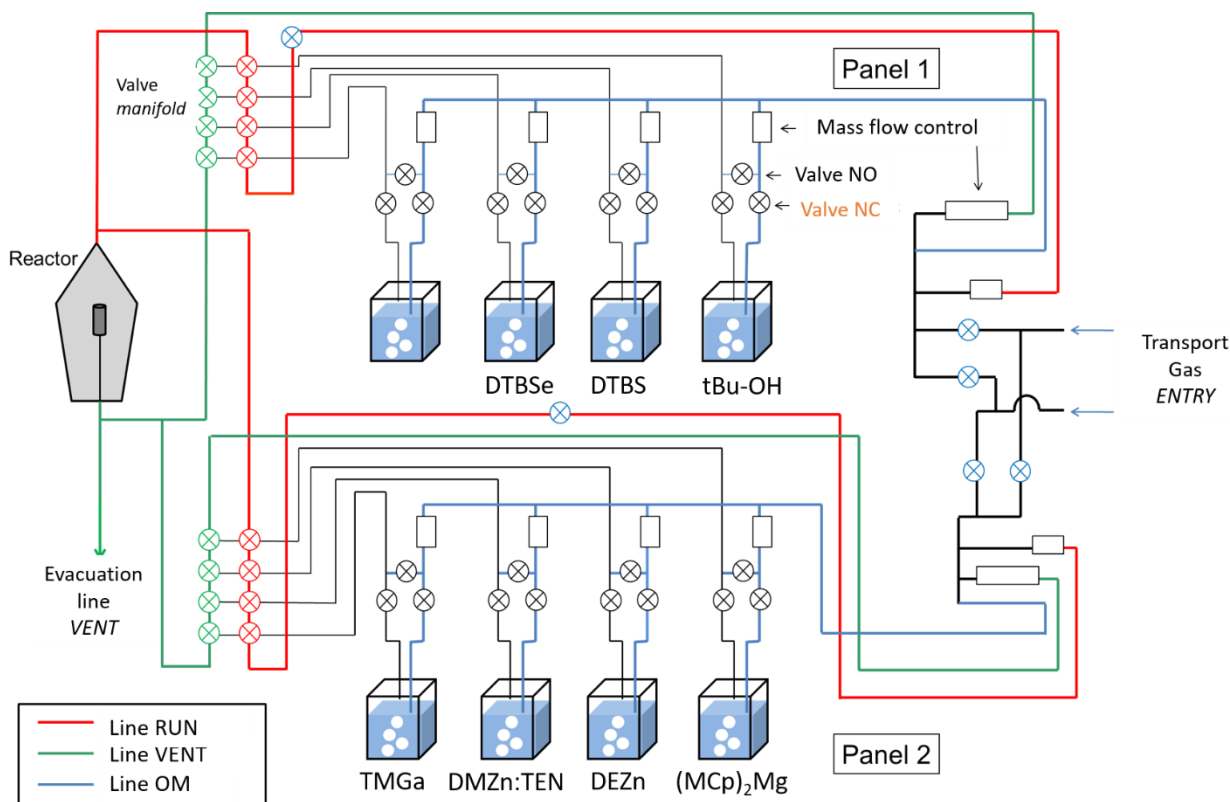 Panel 1
Valve
manifold
Mass flow control
Valve NO
Valve NC
Reactor
DTBSe
DTBS
tBu-OH
Transport
Gas
ENTRY
Evacuation
line
VENT
Line RUN
Line VENT
Line OM
TMGa
DMZn:TEN
DEZn
(MCp)₂Mg
Panel 2